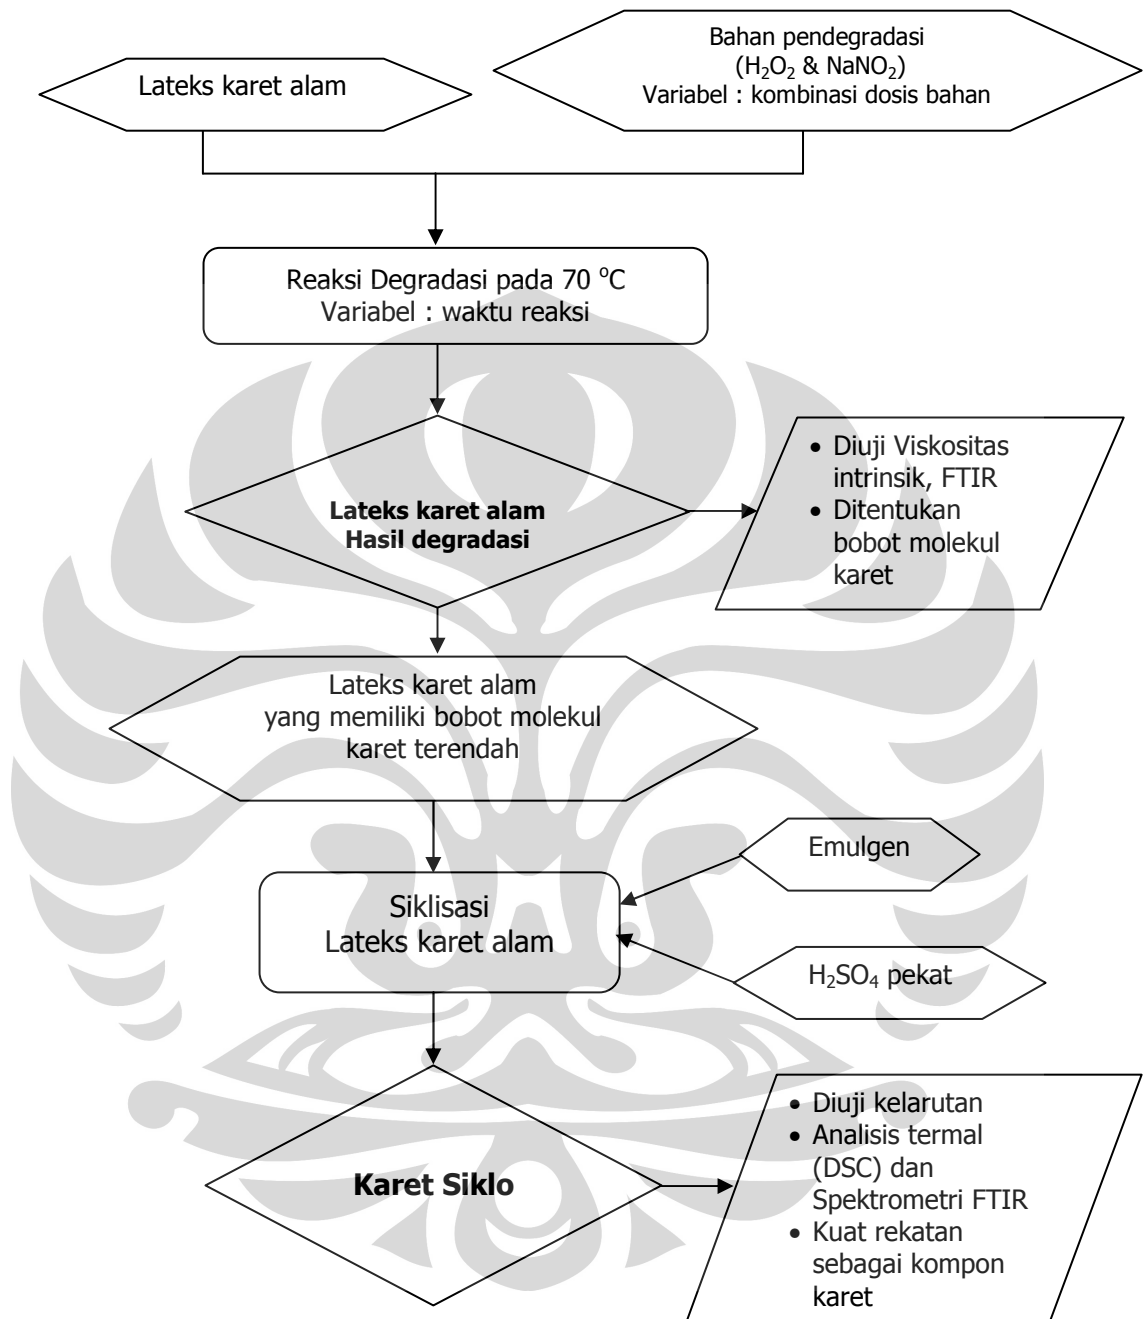 Lateks karet alam
Bahan pendegradasi
(H₂O₂ & NaNO₂)
Variabel : kombinasi dosis bahan
Reaksi Degradasi pada 70 °C
Variabel : waktu reaksi
Lateks karet alam
Hasil degradasi
• Diuji Viskositas
intrinsik, FTIR
• Ditentukan
bobot molekul
karet
Lateks karet alam
yang memiliki bobot molekul
karet terendah
Emulgen
Siklisasi
Lateks karet alam
H₂SO₄ pekat
Karet Siklo
• Diuji kelarutan
• Analisis termal
(DSC) dan
Spektrometri FTIR
• Kuat rekatan
sebagai kompon
karet